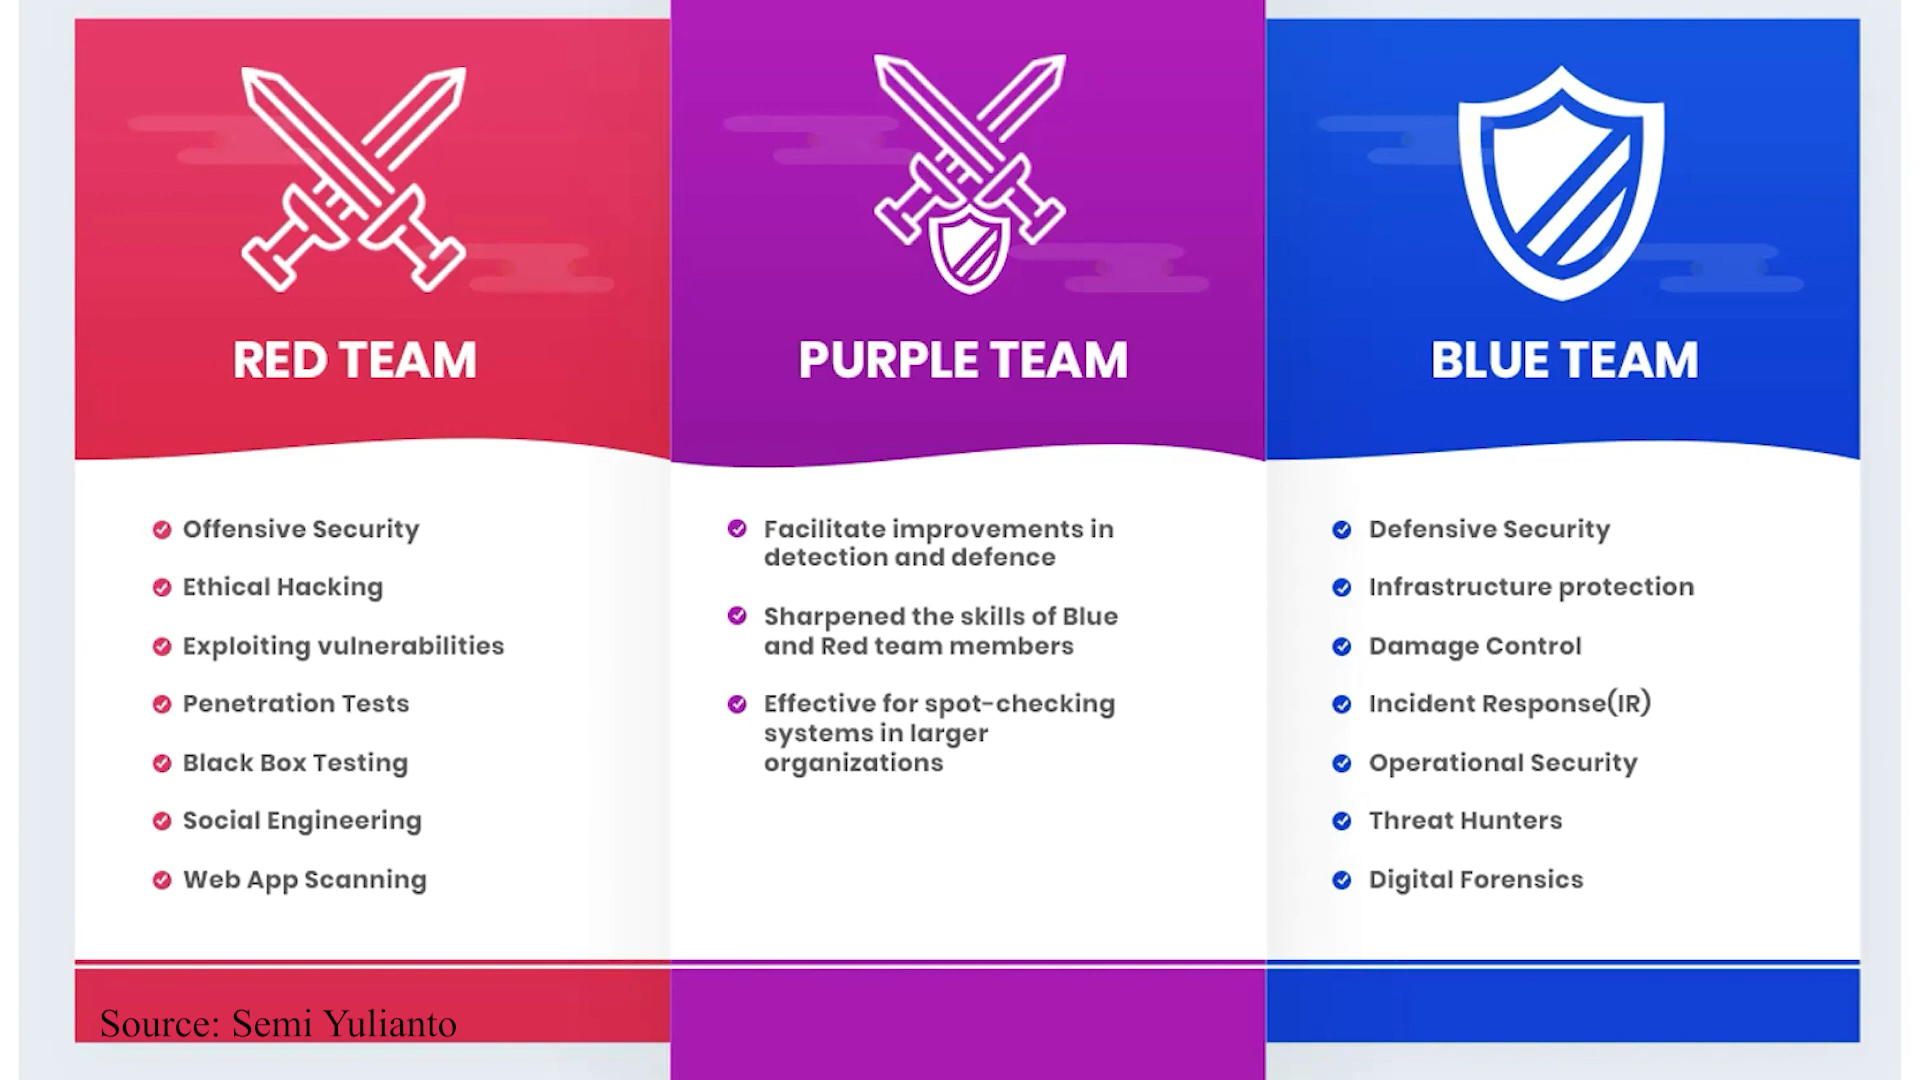 RED TEAM
Offensive Security
Ethical Hacking
Exploiting vulnerabilities
Penetration Tests
Black Box Testing
Social Engineering
Web App Scanning
PURPLE TEAM
Facilitate improvements in
detection and defence
Sharpened the skills of Blue
and Red team members
Effective for spot-checking
systems in larger
organizations
BLUE TEAM
Defensive Security
Infrastructure protection
Damage Control
Incident Response(IR)
Operational Security
Threat Hunters
Digital Forensics
Source: Semi Yulianto